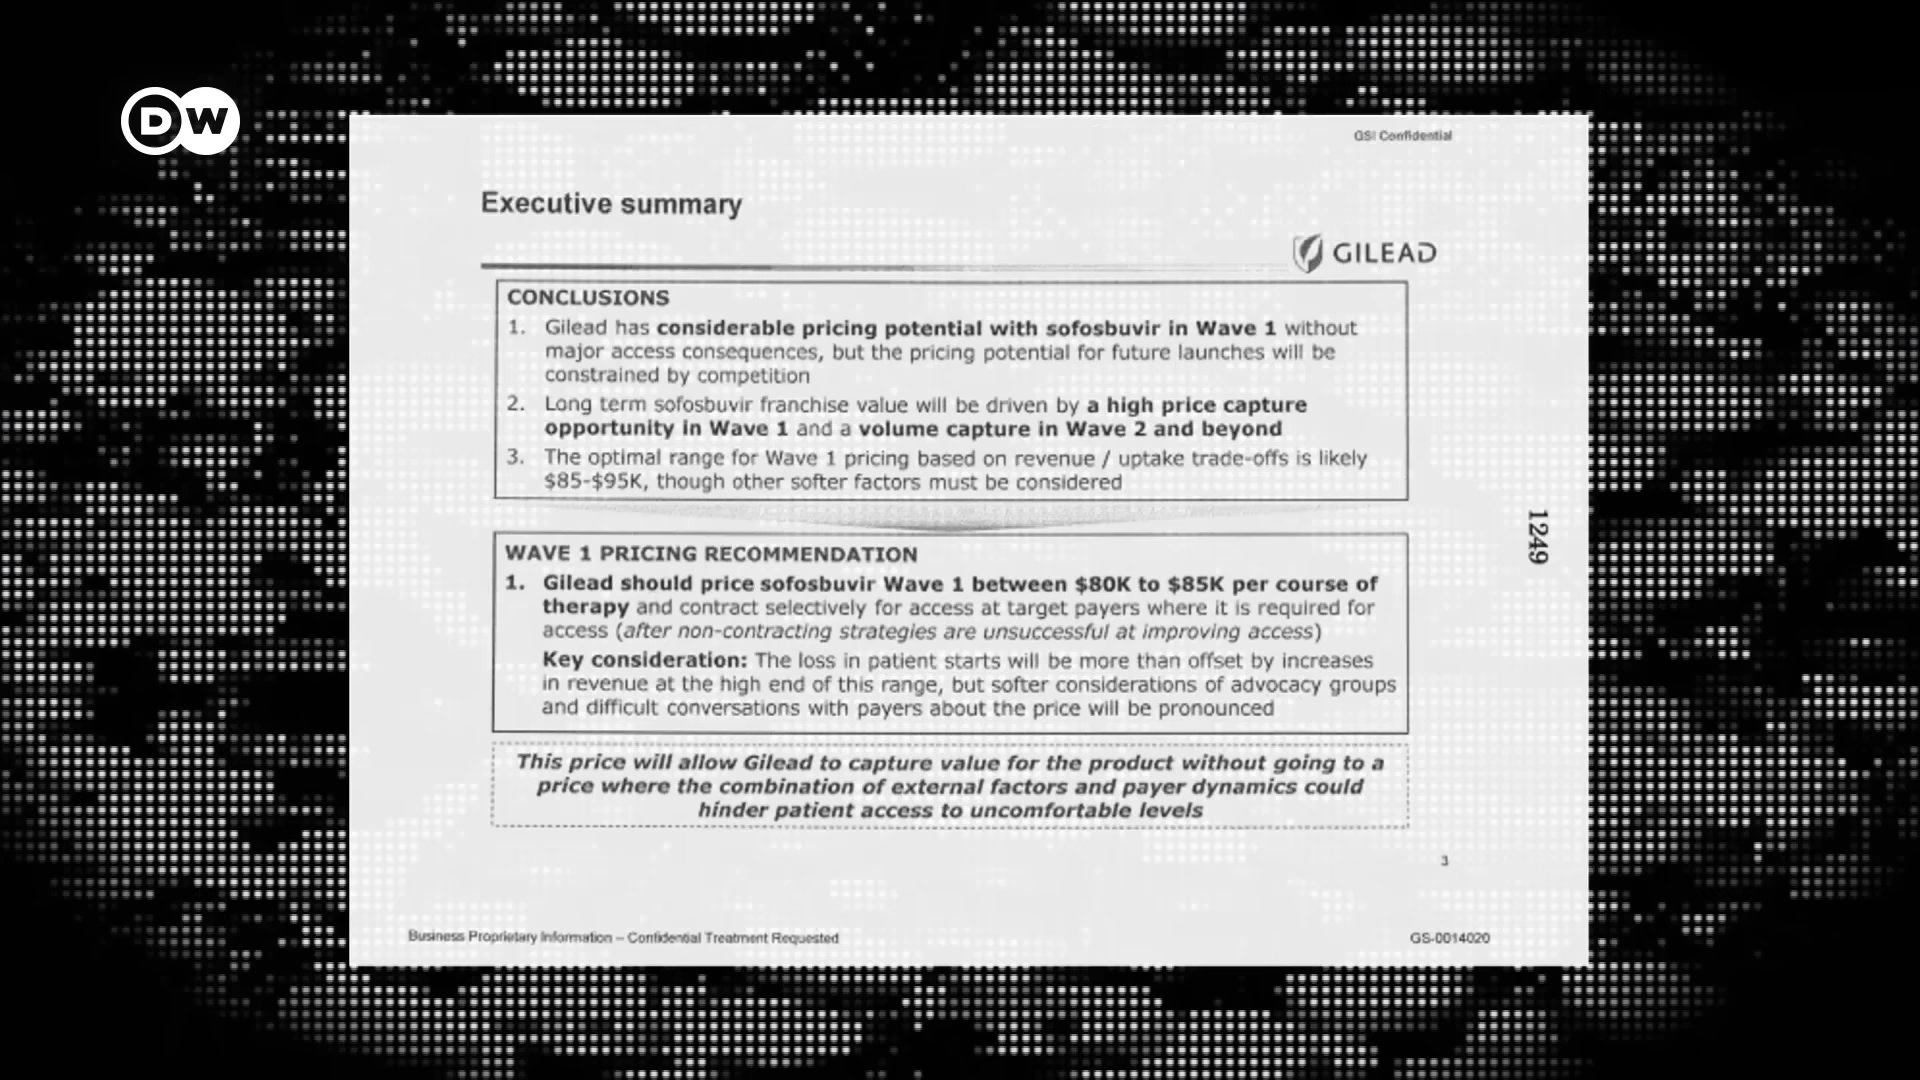 DW
GSI Confidential
Executive summary
GILEAD
CONCLUSIONS
1. Gilead has considerable pricing potential with sofosbuvir in Wave 1 without
major access consequences, but the pricing potential for future launches will be
constrained by competition
2. Long term sofosbuvir franchise value will be driven by a high price capture
opportunity in Wave 1 and a volume capture in Wave 2 and beyond
3. The optimal range for Wave 1 pricing based on revenue / uptake trade-offs is likely
$85-$95K, though other softer factors must be considered
1249
WAVE 1 PRICING RECOMMENDATION
1. Gilead should price sofosbuvir Wave 1 between $80K to $85K per course of
therapy and contract selectively for access at target payers where it is required for
access (after non-contracting strategies are unsuccessful at improving access)
Key consideration: The loss in patient starts will be more than offset by increases
in revenue at the high end of this range, but softer considerations of advocacy groups
and difficult conversations with payers about the price will be pronounced
This price will allow Gilead to capture value for the product without going to a
price where the combination of external factors and payer dynamics could
hinder patient access to uncomfortable levels
3
Business Proprietary Information – Confidential Treatment Requested
GS-0014020